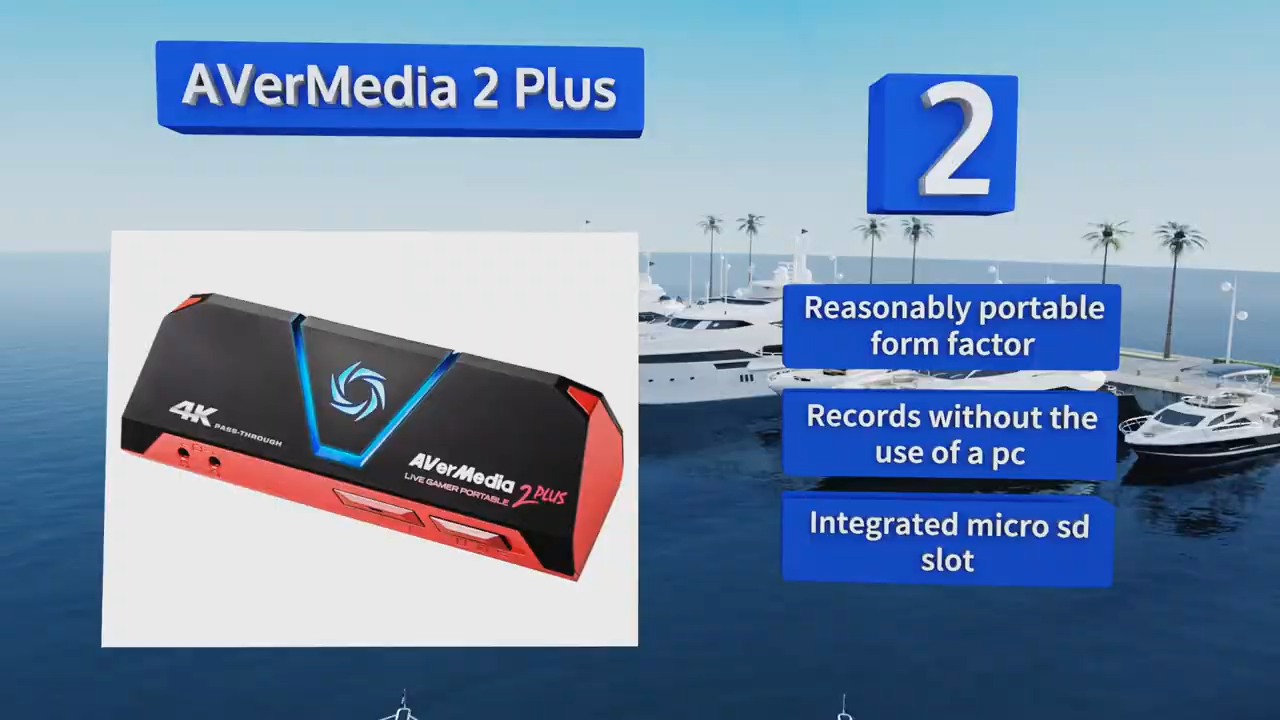 AVerMedia 2 Plus
2
4K PASS-THROUGH
AVerMedia
LIVE GAMER PORTABLE 2 PLUS
Reasonably portable
form factor
Records without the
use of a pc
Integrated micro sd
slot